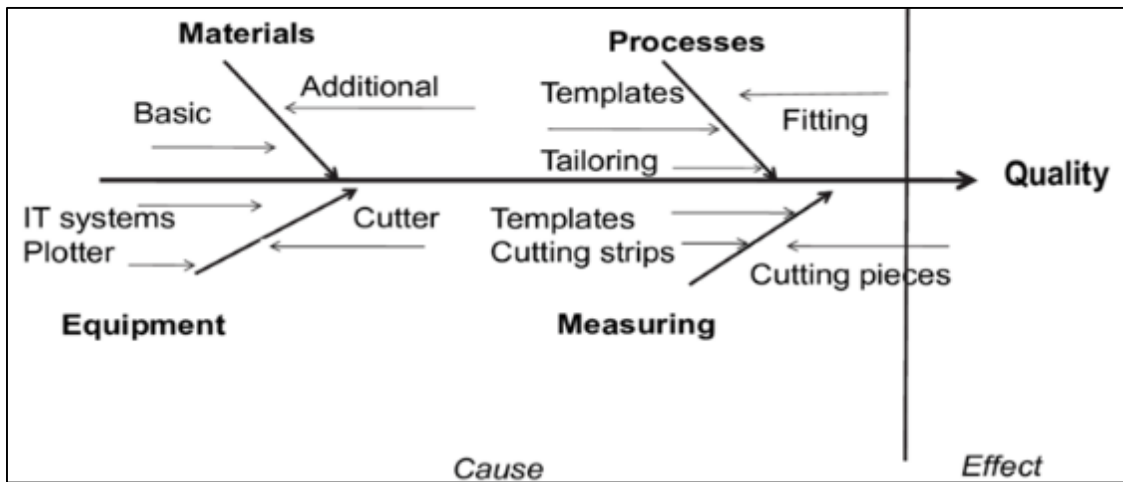 Materials
Processes
Additional
Templates
Basic
Fitting
Tailoring
Quality
IT systems
Cutter
Templates
Plotter
Cutting strips
Cutting pieces
Equipment
Measuring
Cause
Effect